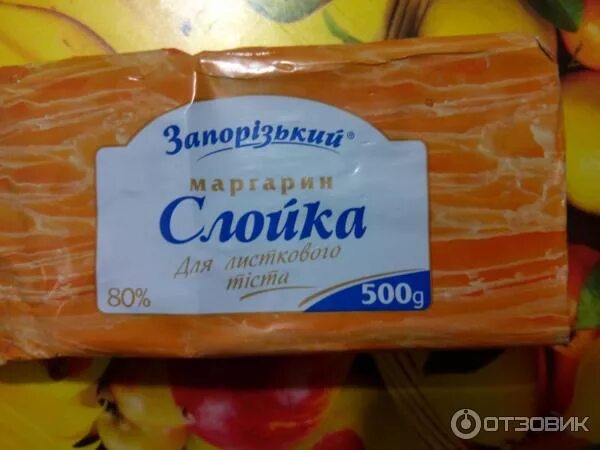 Запорізький®
маргарин
Слойка
Для листкового
тіста
80%
500g
ОТЗОВИК